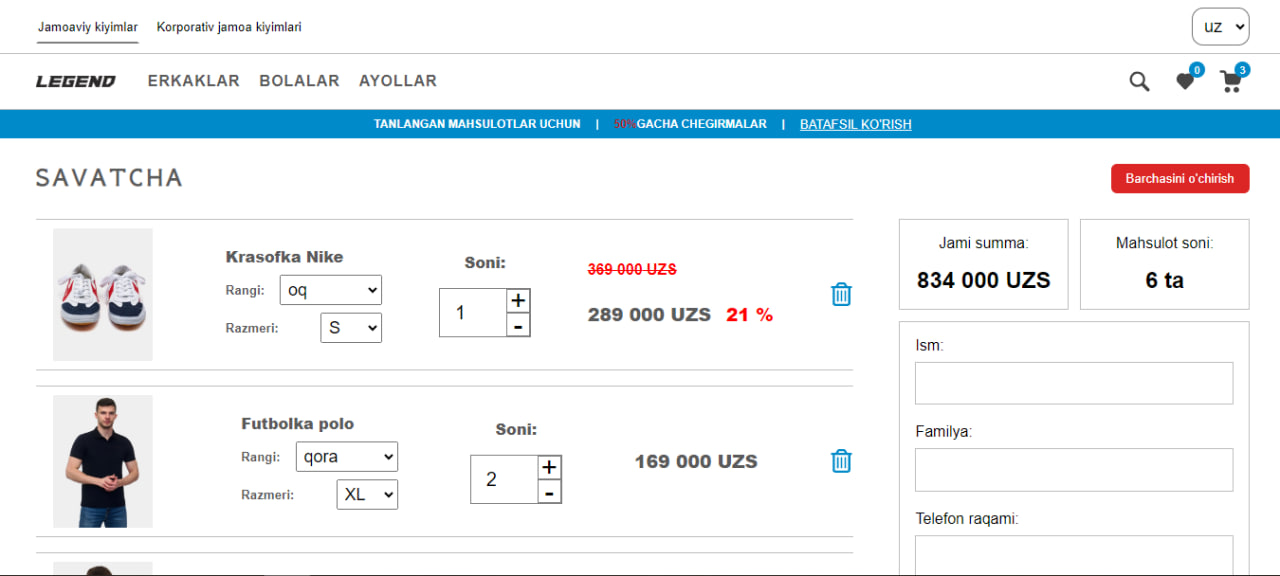 Jamoaviy kiyimlar Korporativ jamoa kiyimlari
uz
LEGEND ERKAKLAR BOLALAR AYOLLAR
0 3
TANLANGAN MAHSULOTLAR UCHUN | 50%GACHA CHEGIRMALAR | BATAFSIL KO'RISH
SAVATCHA
Barchasini o'chirish
Krasofka Nike
Rangi: oq
Razmeri: S
Soni:
1 + -
369 000 UZS
289 000 UZS 21 %
Futbolka polo
Rangi: qora
Razmeri: XL
Soni:
2 + -
169 000 UZS
Jami summa:
834 000 UZS
Mahsulot soni:
6 ta
Ism:
Familya:
Telefon raqami: